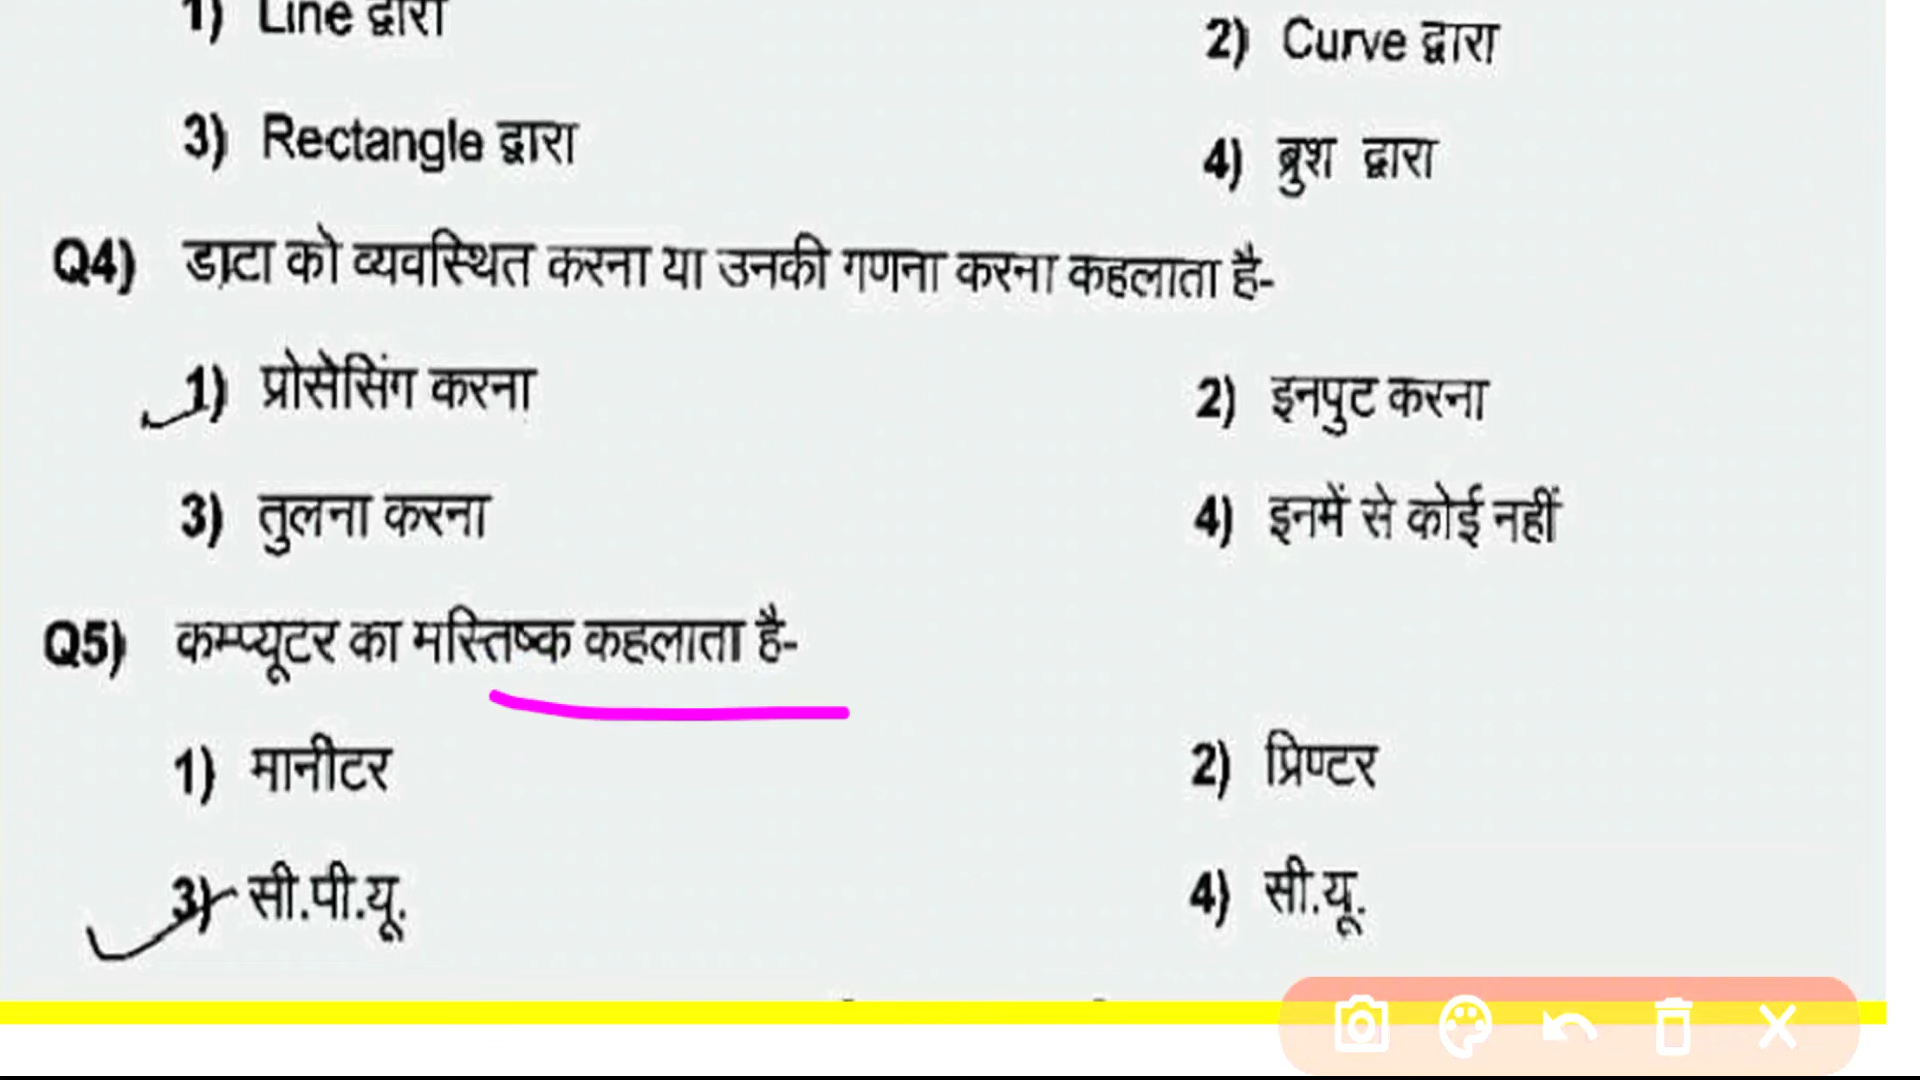 1) Line द्वारा
2) Curve द्वारा
3) Rectangle द्वारा
4) ब्रुश द्वारा
Q4) डाटा को व्यवस्थित करना या उनकी गणना करना कहलाता है-
1) प्रोसेसिंग करना
2) इनपुट करना
3) तुलना करना
4) इनमें से कोई नहीं
Q5) कम्प्यूटर का मस्तिष्क कहलाता है-
1) मानीटर
2) प्रिण्टर
3) सी.पी.यू.
4) सी.यू.